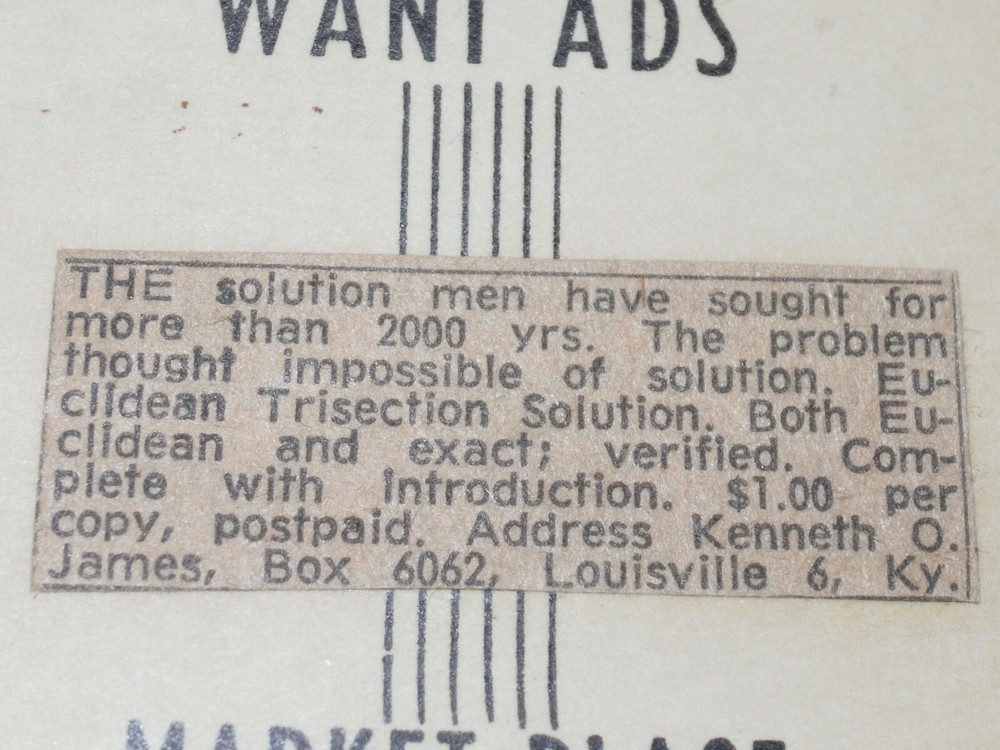 WANT ADS
THE solution men have sought for
more than 2000 yrs. The problem
thought impossible of solution. Eu-
clidean Trisection Solution. Both Eu-
clidean and exact; verified. Com-
plete with introduction. $1.00 per
copy, postpaid. Address Kenneth O.
James, Box 6062, Louisville 6, Ky.
MARKET PLACE